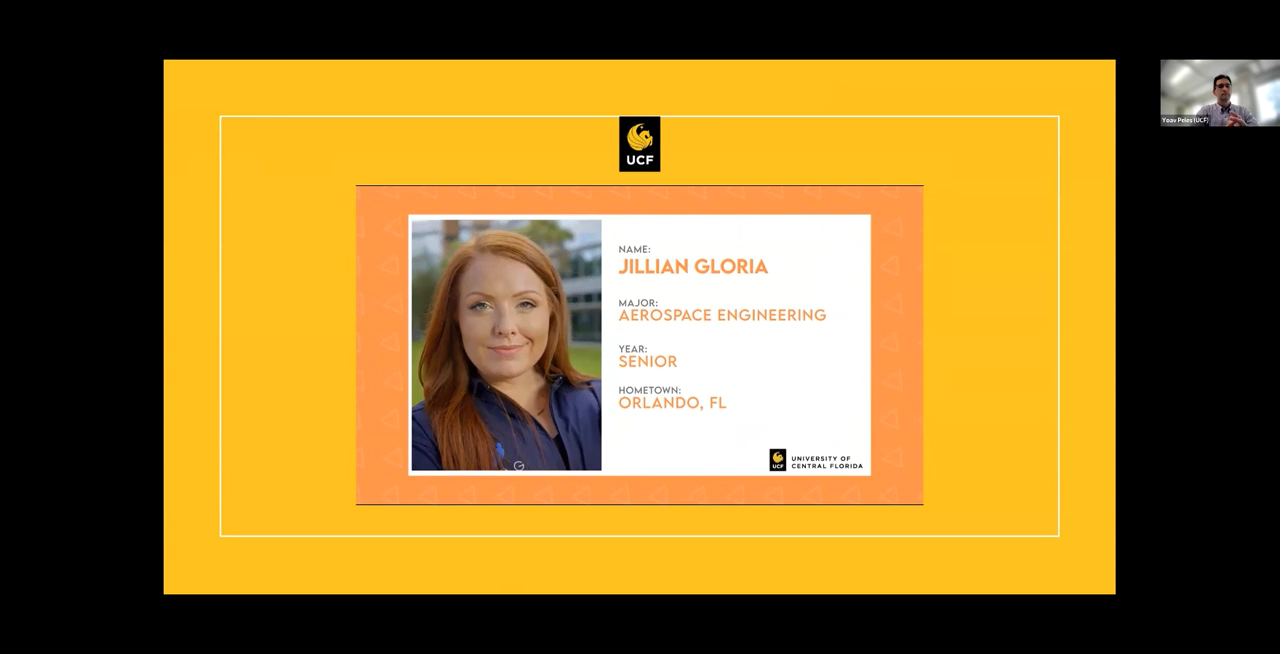 UCF
NAME:
JILLIAN GLORIA
MAJOR:
AEROSPACE ENGINEERING
YEAR:
SENIOR
HOMETOWN:
ORLANDO, FL
UCF
UNIVERSITY OF
CENTRAL FLORIDA
Yoav Peles (UCF)